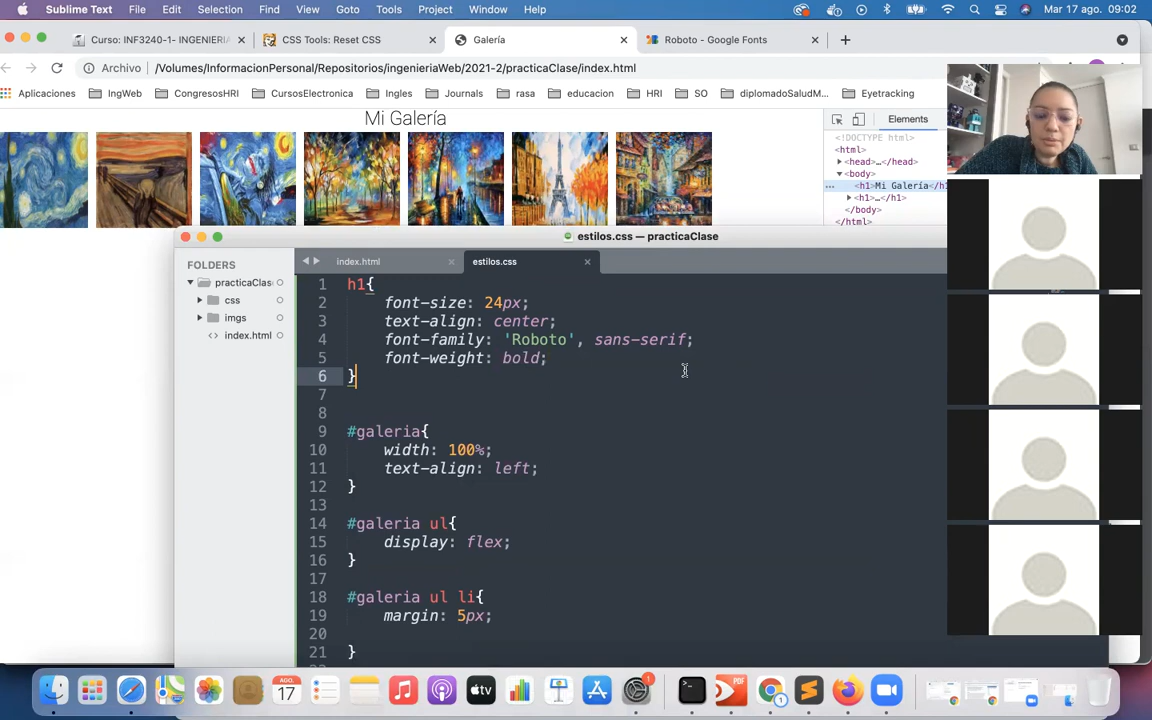 Sublime Text File Edit Selection Find View Goto Tools Project Window Help Mar 17 ago. 09:02
Curso: INF3240-1- INGENIERIA CSS Tools: Reset CSS Galería Roboto - Google Fonts
Archivo /Volumes/InformacionPersonal/Repositorios/ingenieriaWeb/2021-2/practicaClase/index.html
Aplicaciones IngWeb CongresosHRI CursosElectronica Ingles Journals rasa educacion HRI SO diplomadoSaludM... Eyetracking
Mi Galería
Elements
<!DOCTYPE html>
<html>
<head>…</head>
<body>
<h1>Mi Galería</h1
<h1>…</h1>
</body>
</html>
estilos.css — practicaClase
FOLDERS
practicaClas
css
imgs
index.html
index.html estilos.css
1 h1{
2 font-size: 24px;
3 text-align: center;
4 font-family: 'Roboto', sans-serif;
5 font-weight: bold;
6 }
7
8
9 #galeria{
10 width: 100%;
11 text-align: left;
12 }
13
14 #galeria ul{
15 display: flex;
16 }
17
18 #galeria ul li{
19 margin: 5px;
20
21 }
AGO.
17
tv
1
1